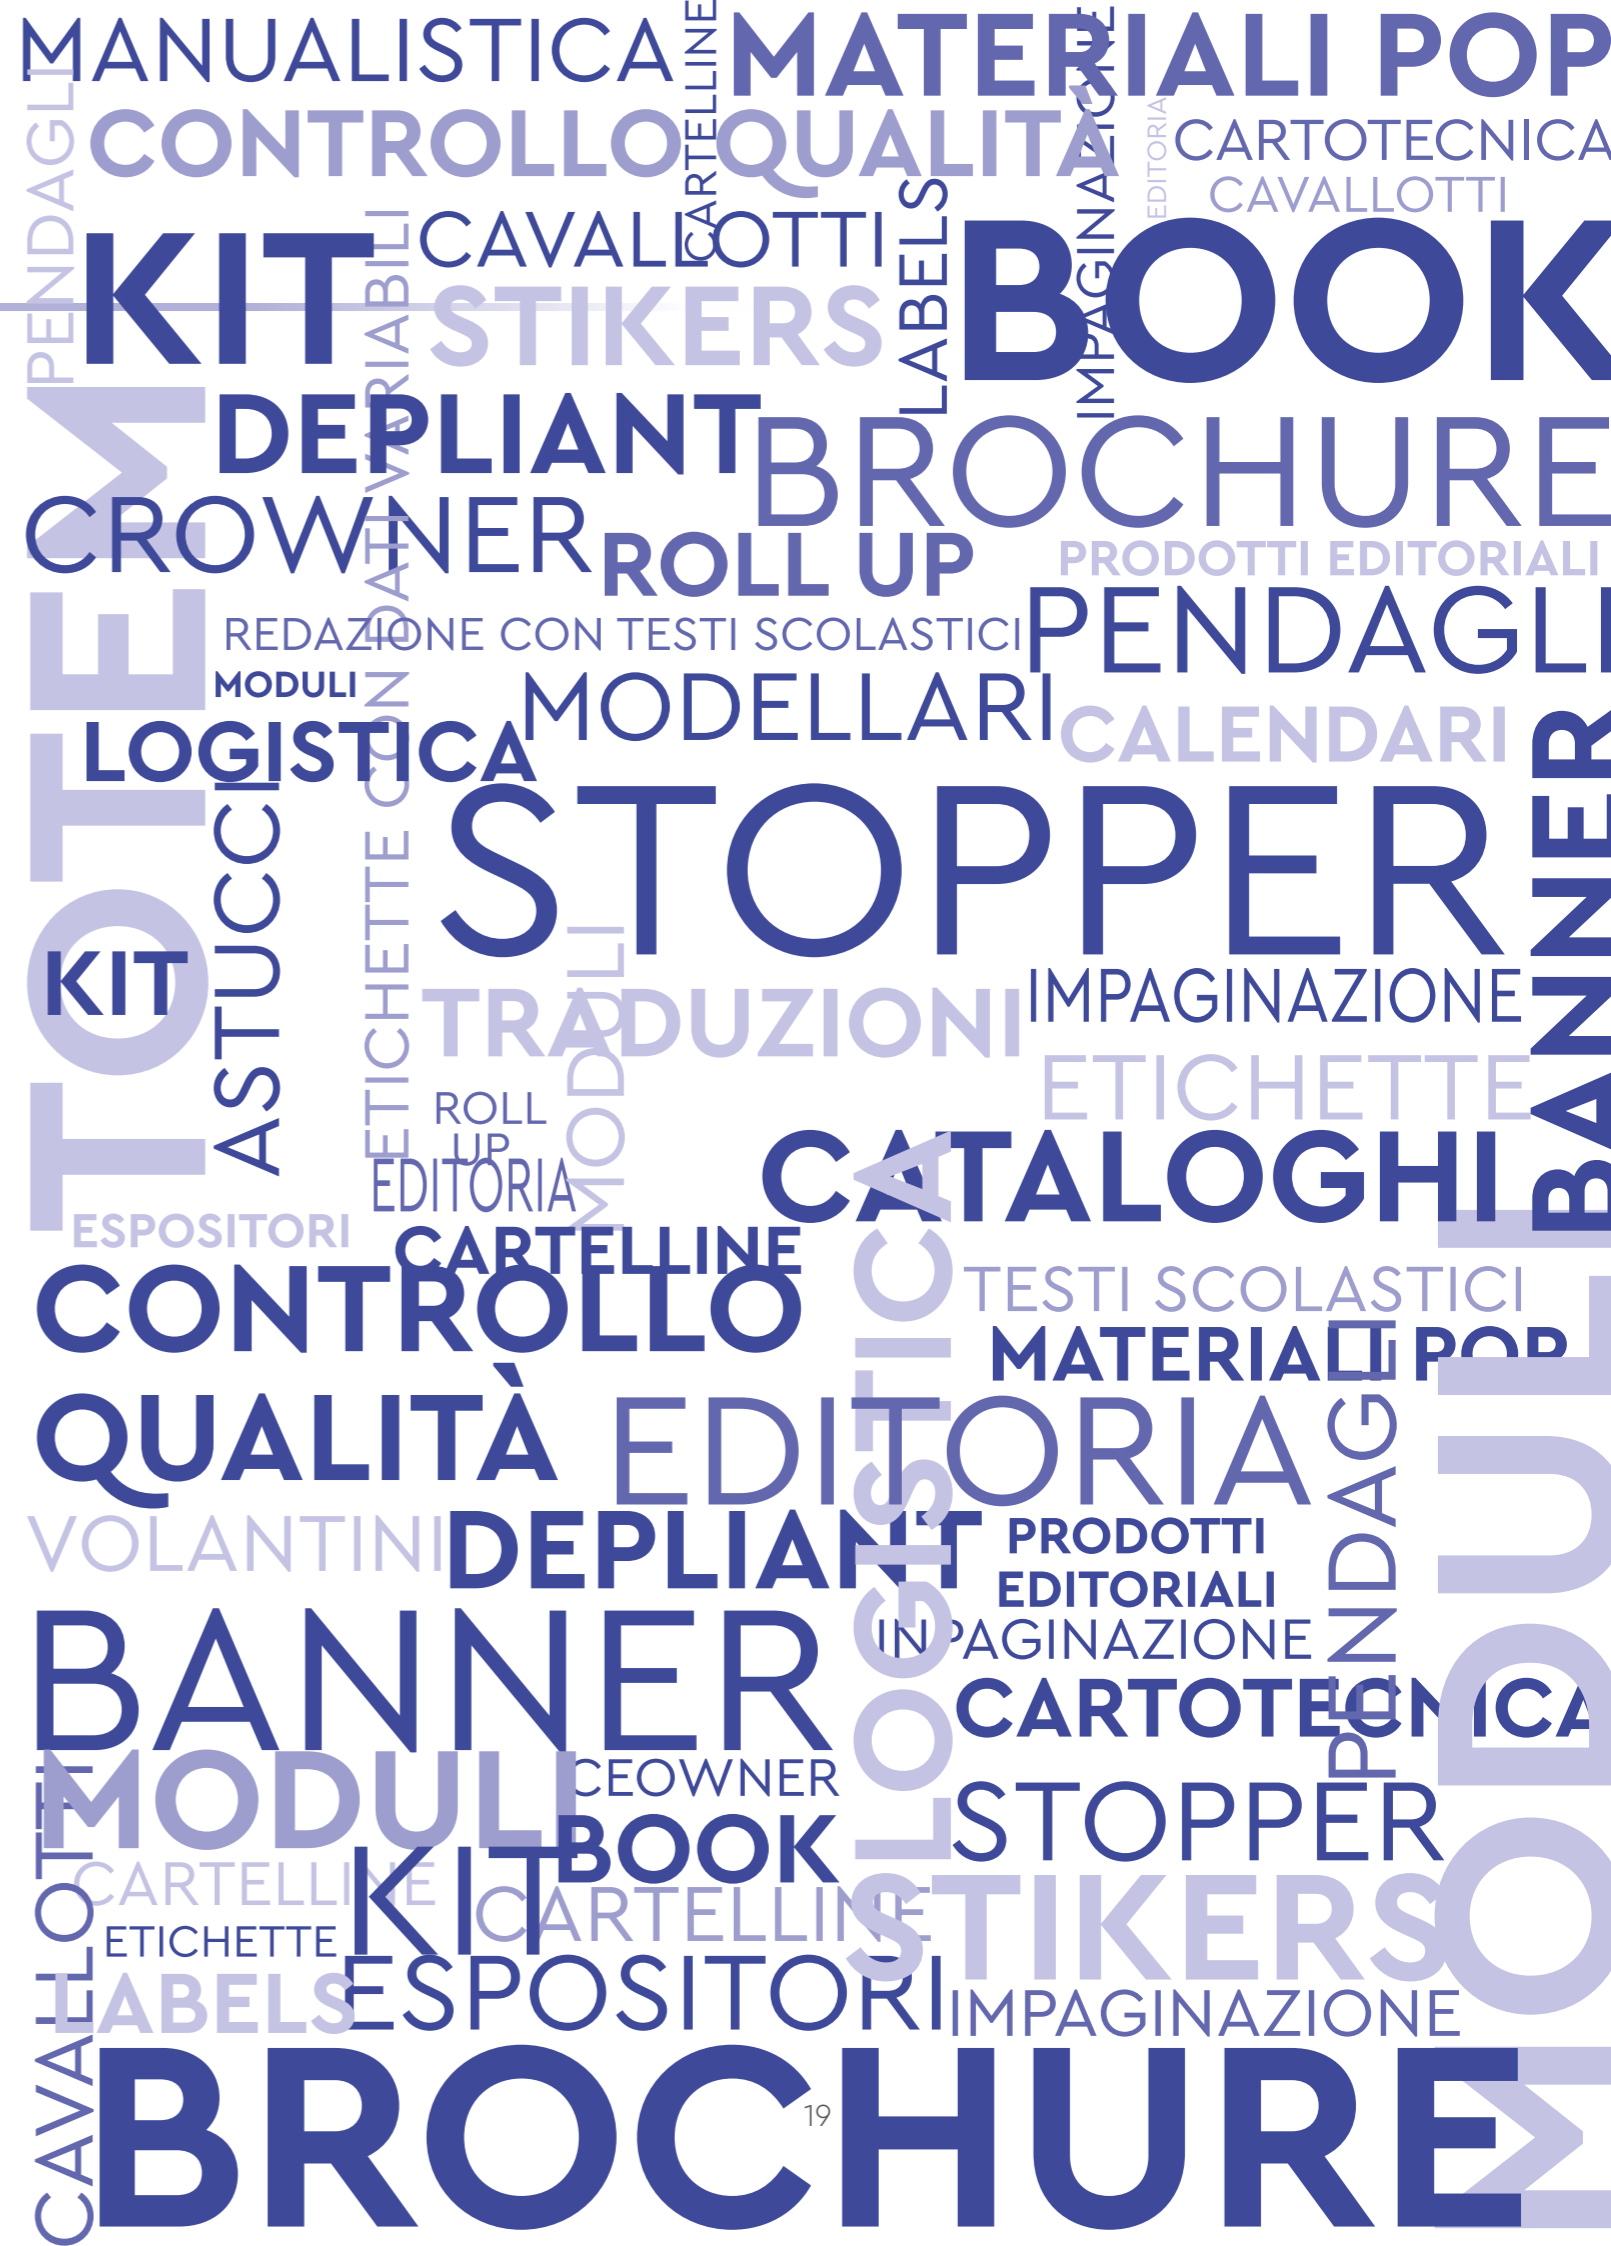 MANUALISTICA
CARTELLINE
MATERIALI POP
PENDAGLI
CONTROLLO QUALITÀ
IMPAGINAZIONE
EDITORIA
CARTOTECNICA
CAVALLOTTI
KIT
ETICHETTE CON DATI VARIABILI
CAVALLOTTI
LABELS
BOOK
STIKERS
TOTEM
DEPLIANT
BROCHURE
CROWNER
ROLL UP
PRODOTTI EDITORIALI
REDAZIONE CON TESTI SCOLASTICI
PENDAGLI
MODULI
MODELLARI
LOGISTICA
CALENDARI
BANNER
ASTUCCI
STOPPER
KIT
MODULI
TRADUZIONI
IMPAGINAZIONE
ETICHETTE
ROLL
UP
EDITORIA
CATALOGHI
ESPOSITORI
CARTELLINE
CONTROLLO
QUALITÀ
LOGISTICA
TESTI SCOLASTICI
MATERIALI POP
MODULI
EDITORIA
PENDAGLI
VOLANTINI
DEPLIANT
PRODOTTI
EDITORIALI
BANNER
IMPAGINAZIONE
CARTOTECNICA
CAVALLOTTI
MODULI
CEOWNER
STOPPER
BOOK
KIT
CARTELLINE
CARTELLINE
STIKERS
ETICHETTE
ESPOSITORI
LABELS
IMPAGINAZIONE
BROCHURE
19